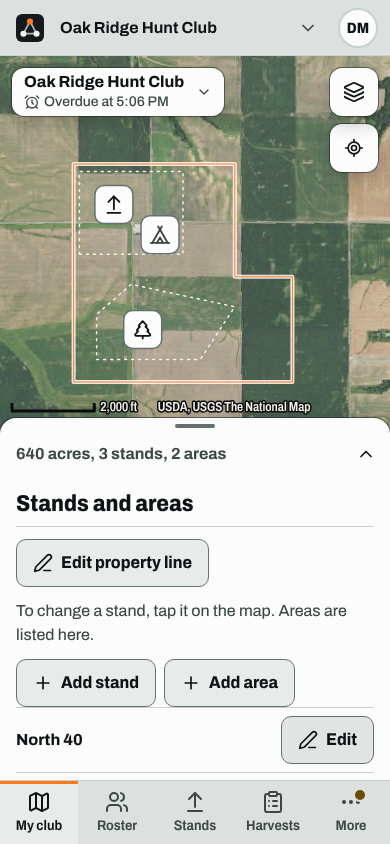 Oak Ridge Hunt Club
DM
Oak Ridge Hunt Club
Overdue at 5:06 PM
2,000 ft
USDA, USGS The National Map
640 acres, 3 stands, 2 areas
Stands and areas
Edit property line
To change a stand, tap it on the map. Areas are
listed here.
Add stand
Add area
North 40
Edit
My club
Roster
Stands
Harvests
More